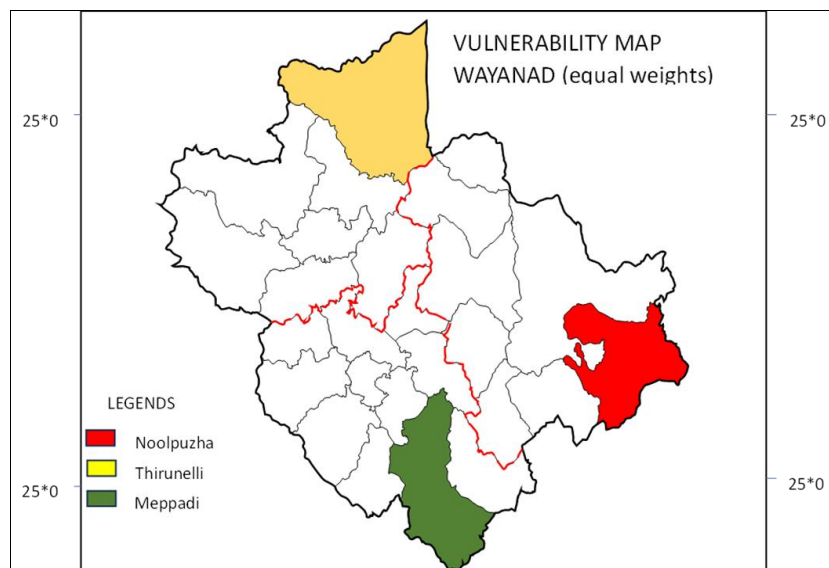 VULNERABILITY MAP
WAYANAD (equal weights)
25*0
25*0
LEGENDS
Noolpuzha
Thirunelli
Meppadi
25*0
25*0